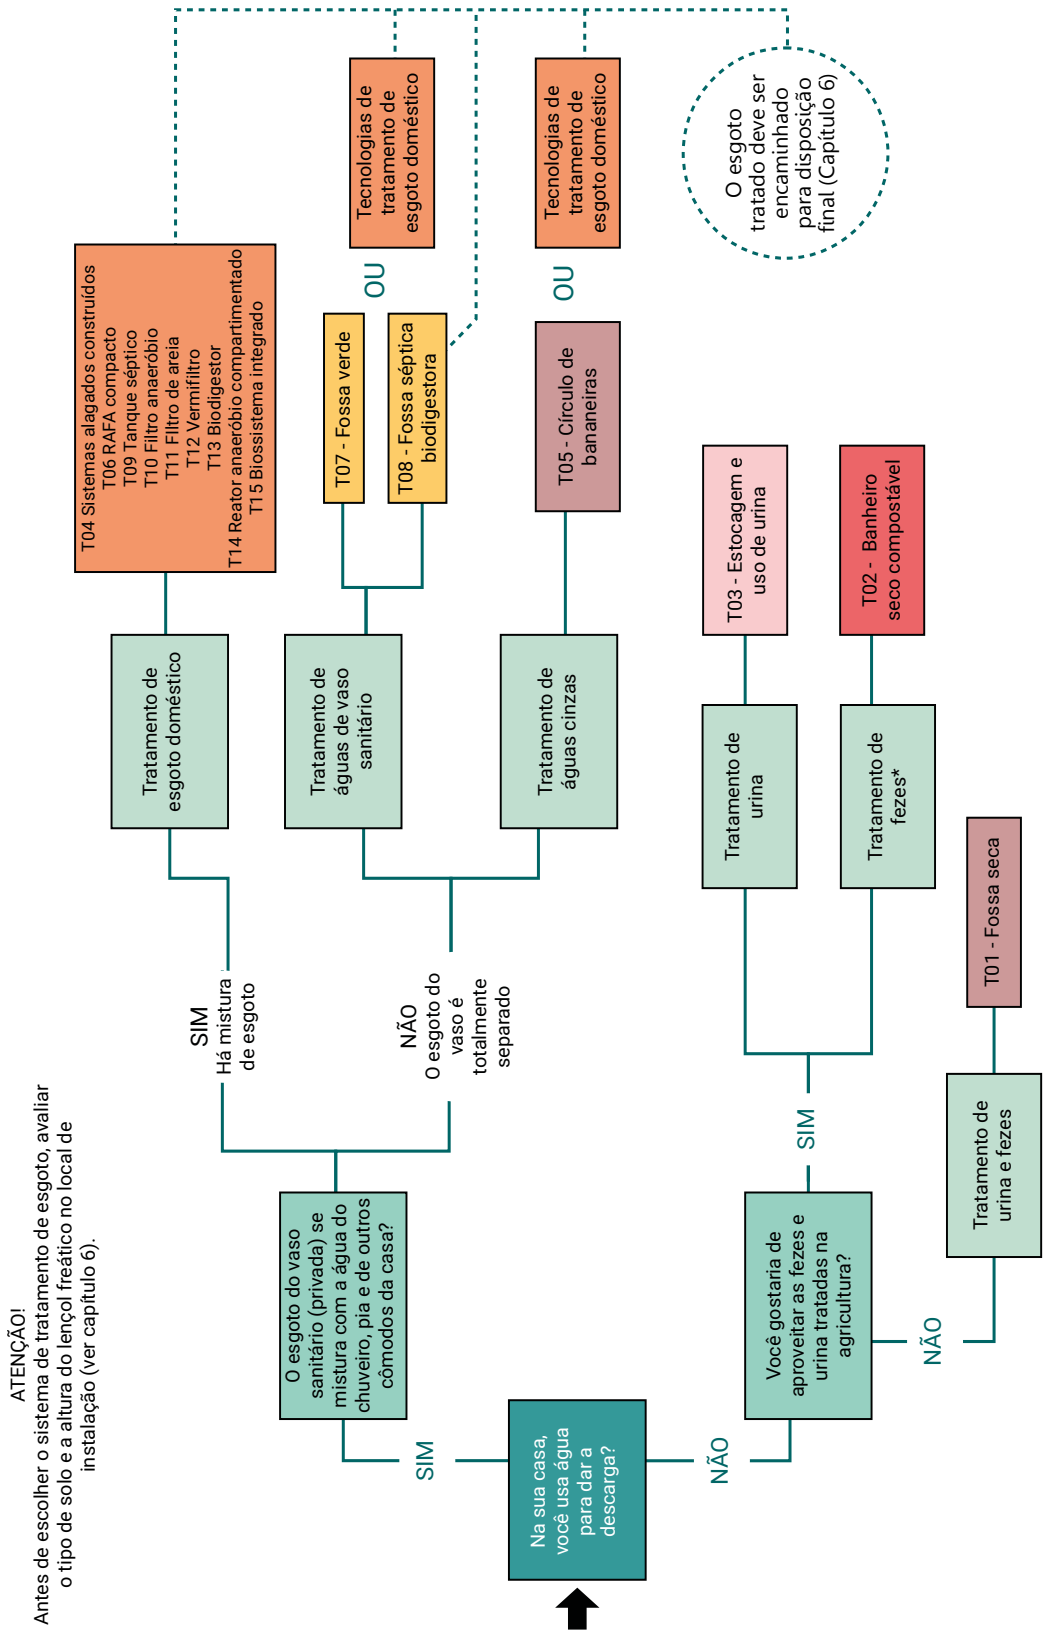 ATENÇÃO!
Antes de escolher o sistema de tratamento de esgoto, avaliar
o tipo de solo e a altura do lençol freático no local de
instalação (ver capítulo 6).
Na sua casa,
você usa água
para dar a
descarga?
SIM
O esgoto do vaso
sanitário (privada) se
mistura com a água do
chuveiro, pia e de outros
cômodos da casa?
SIM
Há mistura
de esgoto
Tratamento de
esgoto doméstico
T04 Sistemas alagados construídos
T06 RAFA compacto
T09 Tanque séptico
T10 Filtro anaeróbio
T11 FIltro de areia
T12 Vermifiltro
T13 Biodigestor
T14 Reator anaeróbio compartimentado
T15 Biossistema integrado
NÃO
O esgoto do
vaso é
totalmente
separado
Tratamento de
águas de vaso
sanitário
T07 - Fossa verde
T08 - Fossa séptica
biodigestora
OU
Tecnologias de
tratamento de
esgoto doméstico
Tratamento de
águas cinzas
T05 - Círculo de
bananeiras
OU
Tecnologias de
tratamento de
esgoto doméstico
O esgoto
tratado deve ser
encaminhado
para disposição
final (Capítulo 6)
NÃO
Você gostaria de
aproveitar as fezes e
urina tratadas na
agricultura?
SIM
Tratamento de
urina
T03 - Estocagem e
uso de urina
Tratamento de
fezes*
T02 - Banheiro
seco compostável
NÃO
Tratamento de
urina e fezes
T01 - Fossa seca